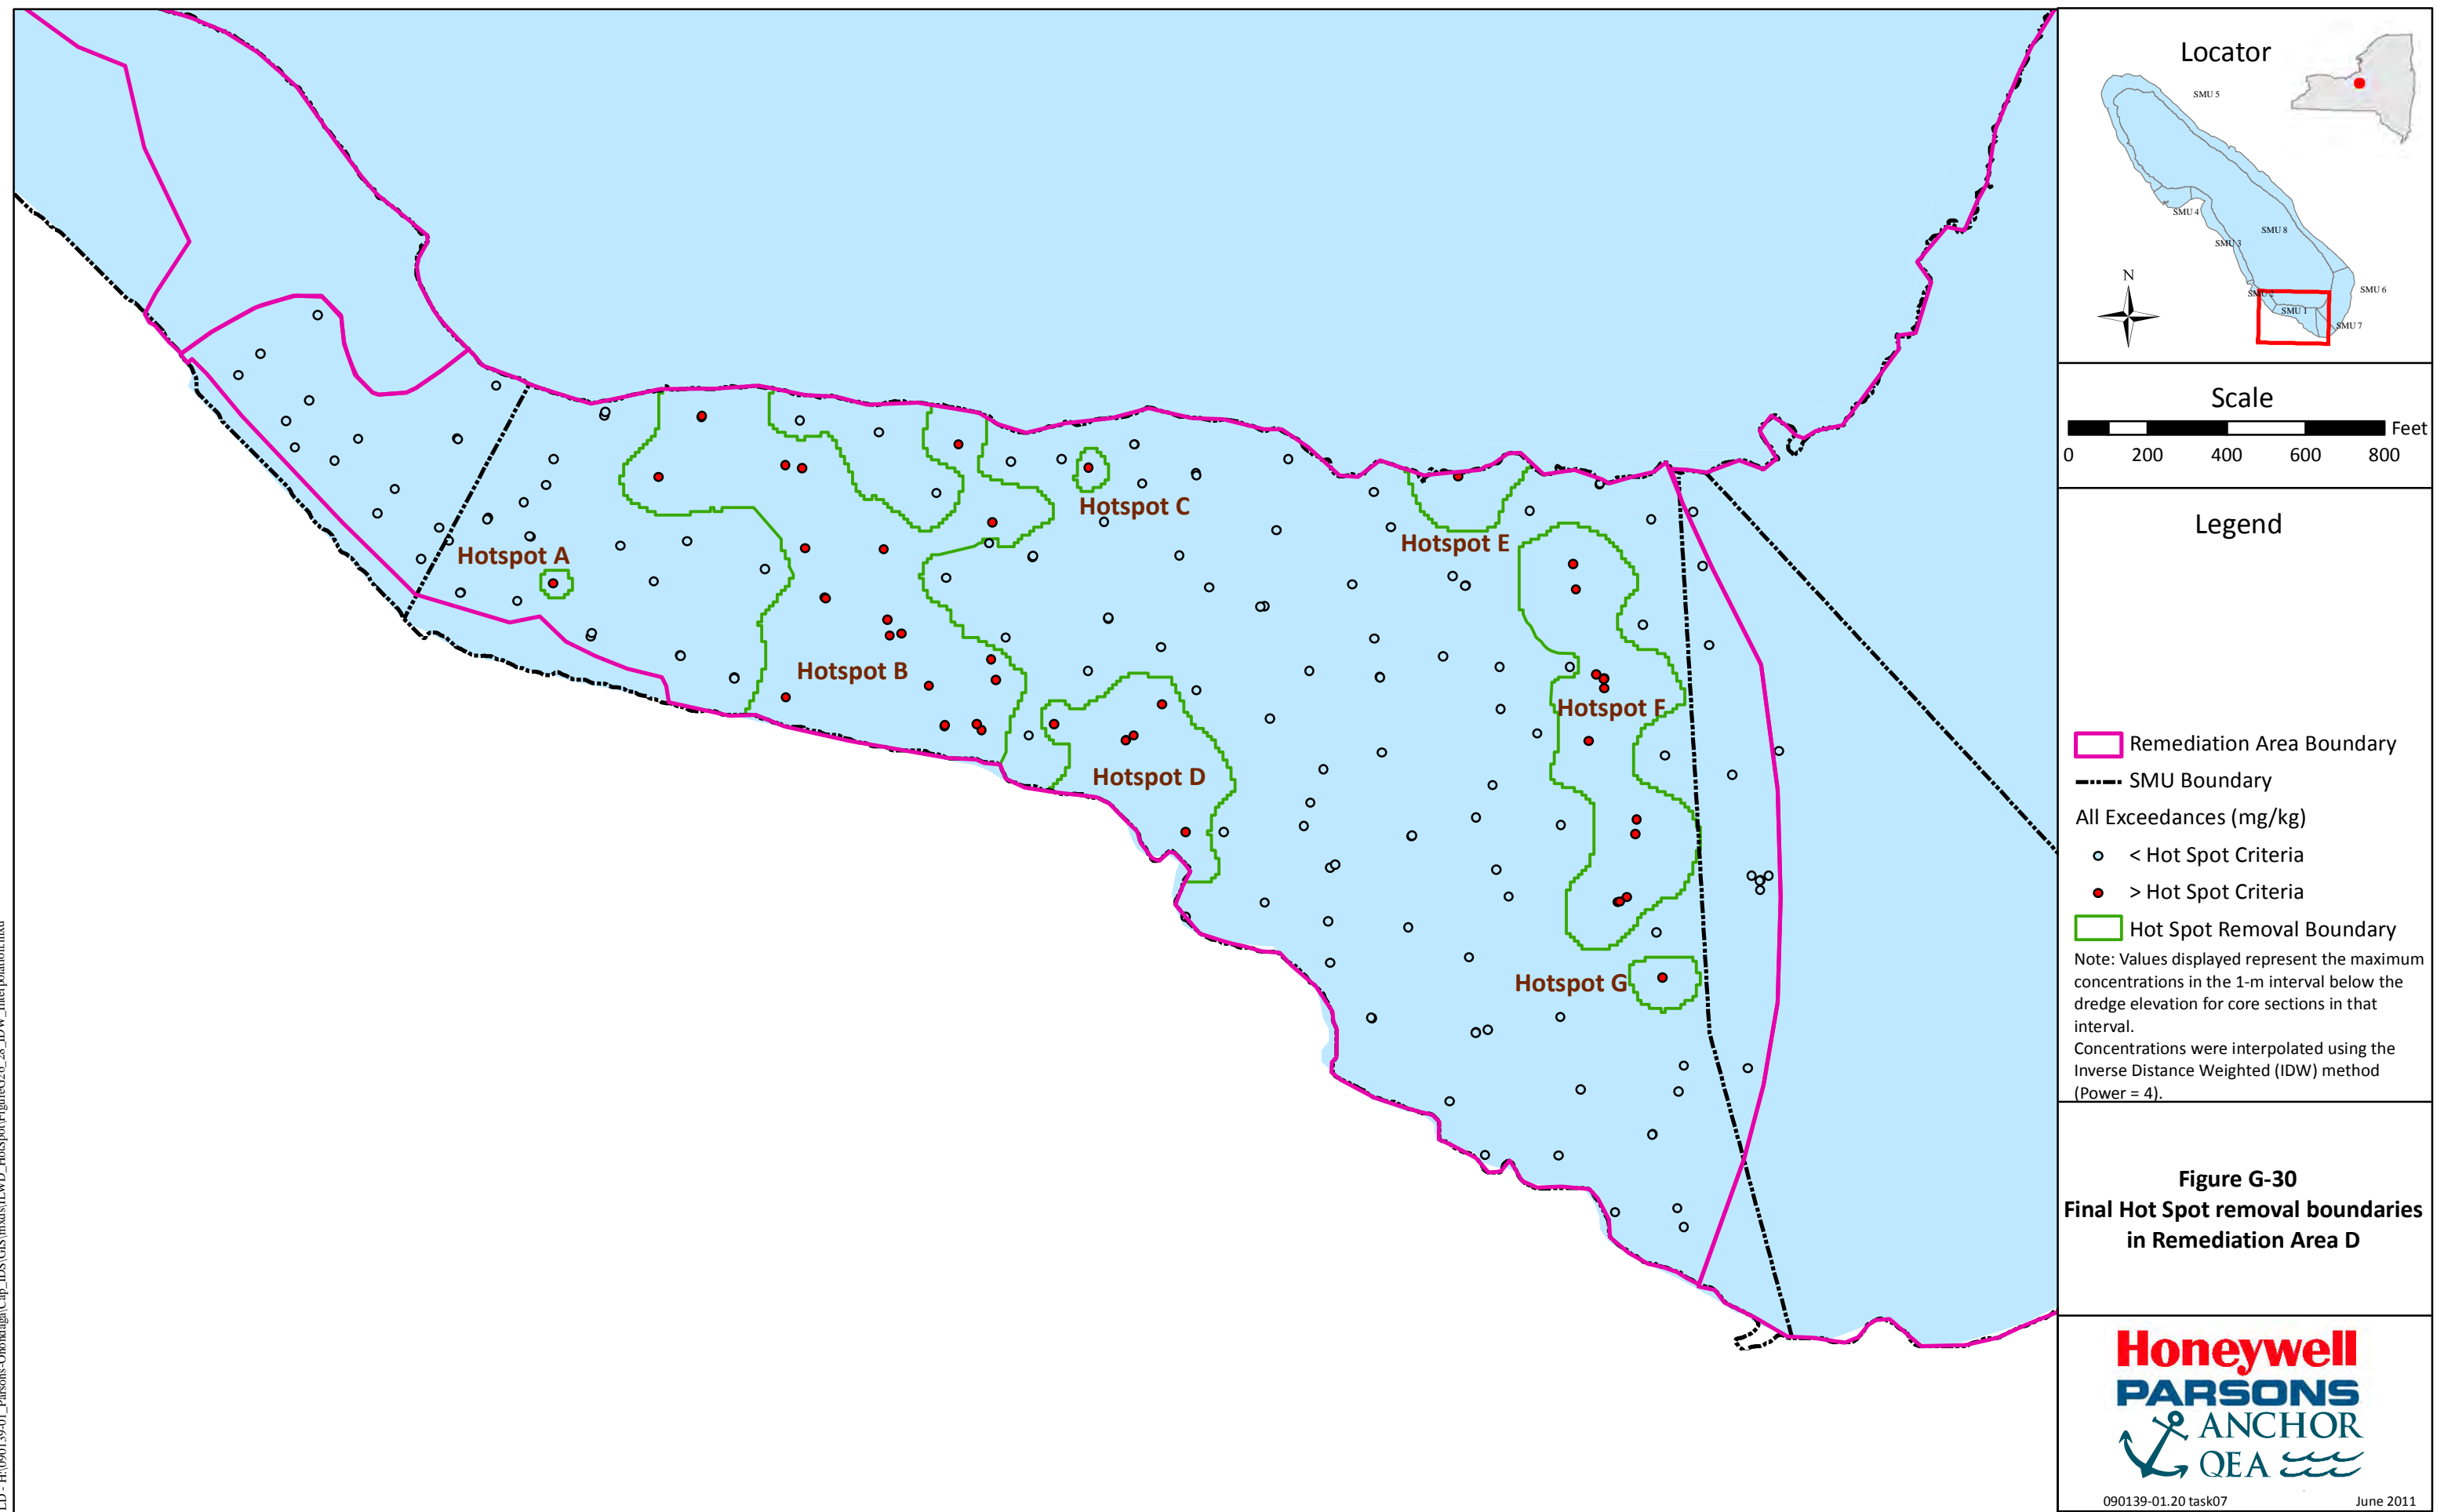 Locator
SMU 5
SMU 4
SMU 8
SMU 3
N
SMU 2
SMU 6
SMU 1
SMU 7
Scale
Feet
0 200 400 600 800
Legend
Remediation Area Boundary
SMU Boundary
All Exceedances (mg/kg)
< Hot Spot Criteria
> Hot Spot Criteria
Hot Spot Removal Boundary
Note: Values displayed represent the maximum
concentrations in the 1-m interval below the
dredge elevation for core sections in that
interval.
Concentrations were interpolated using the
Inverse Distance Weighted (IDW) method
(Power = 4).
Figure G-30
Final Hot Spot removal boundaries
in Remediation Area D
Honeywell
PARSONS
ANCHOR
QEA
090139-01.20 task07 June 2011
Hotspot C
Hotspot E
Hotspot A
Hotspot B
Hotspot F
Hotspot D
Hotspot G